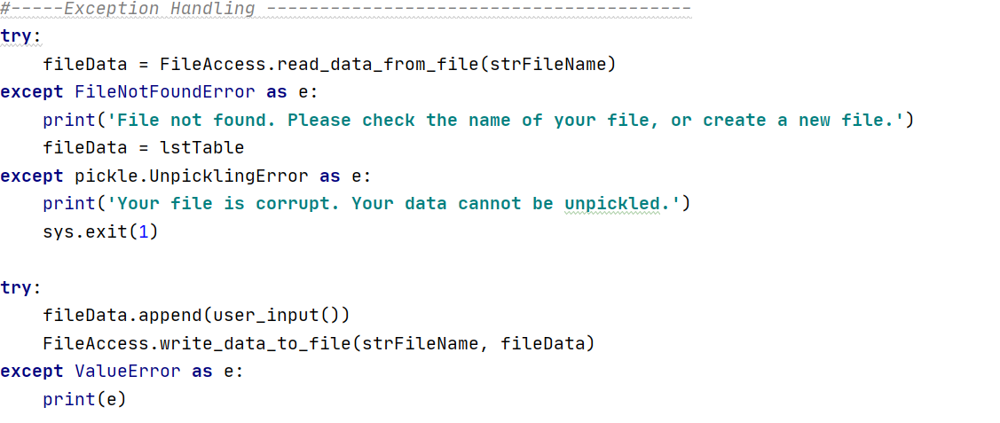 #-----Exception Handling ----------------------------------------
try:
    fileData = FileAccess.read_data_from_file(strFileName)
except FileNotFoundError as e:
    print('File not found. Please check the name of your file, or create a new file.')
    fileData = lstTable
except pickle.UnpicklingError as e:
    print('Your file is corrupt. Your data cannot be unpickled.')
    sys.exit(1)

try:
    fileData.append(user_input())
    FileAccess.write_data_to_file(strFileName, fileData)
except ValueError as e:
    print(e)